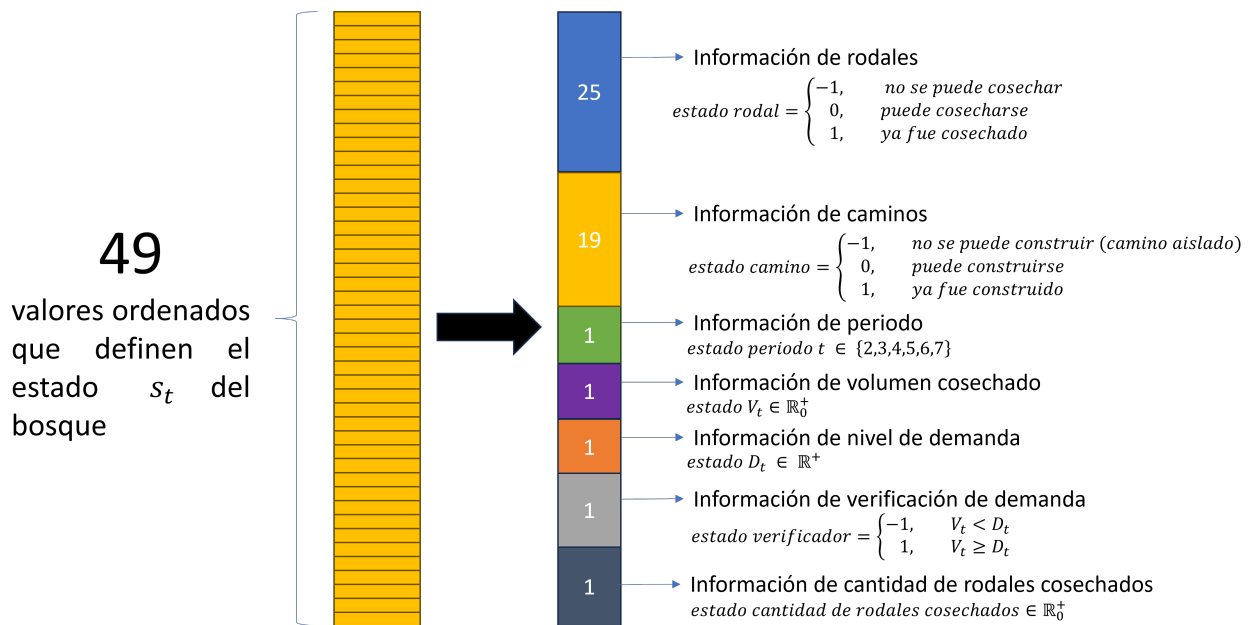 49
valores ordenados
que definen el
estado s_t del
bosque
25
19
1
1
1
1
1
Información de rodales
estado rodal = { −1, no se puede cosechar
0, puede cosecharse
1, ya fue cosechado
Información de caminos
estado camino = { −1, no se puede construir (camino aislado)
0, puede construirse
1, ya fue construido
Información de periodo
estado periodo t ∈ {2,3,4,5,6,7}
Información de volumen cosechado
estado V_t ∈ ℝ₀⁺
Información de nivel de demanda
estado D_t ∈ ℝ⁺
Información de verificación de demanda
estado verificador = { −1, V_t < D_t
1, V_t ≥ D_t
Información de cantidad de rodales cosechados
estado cantidad de rodales cosechados ∈ ℝ₀⁺